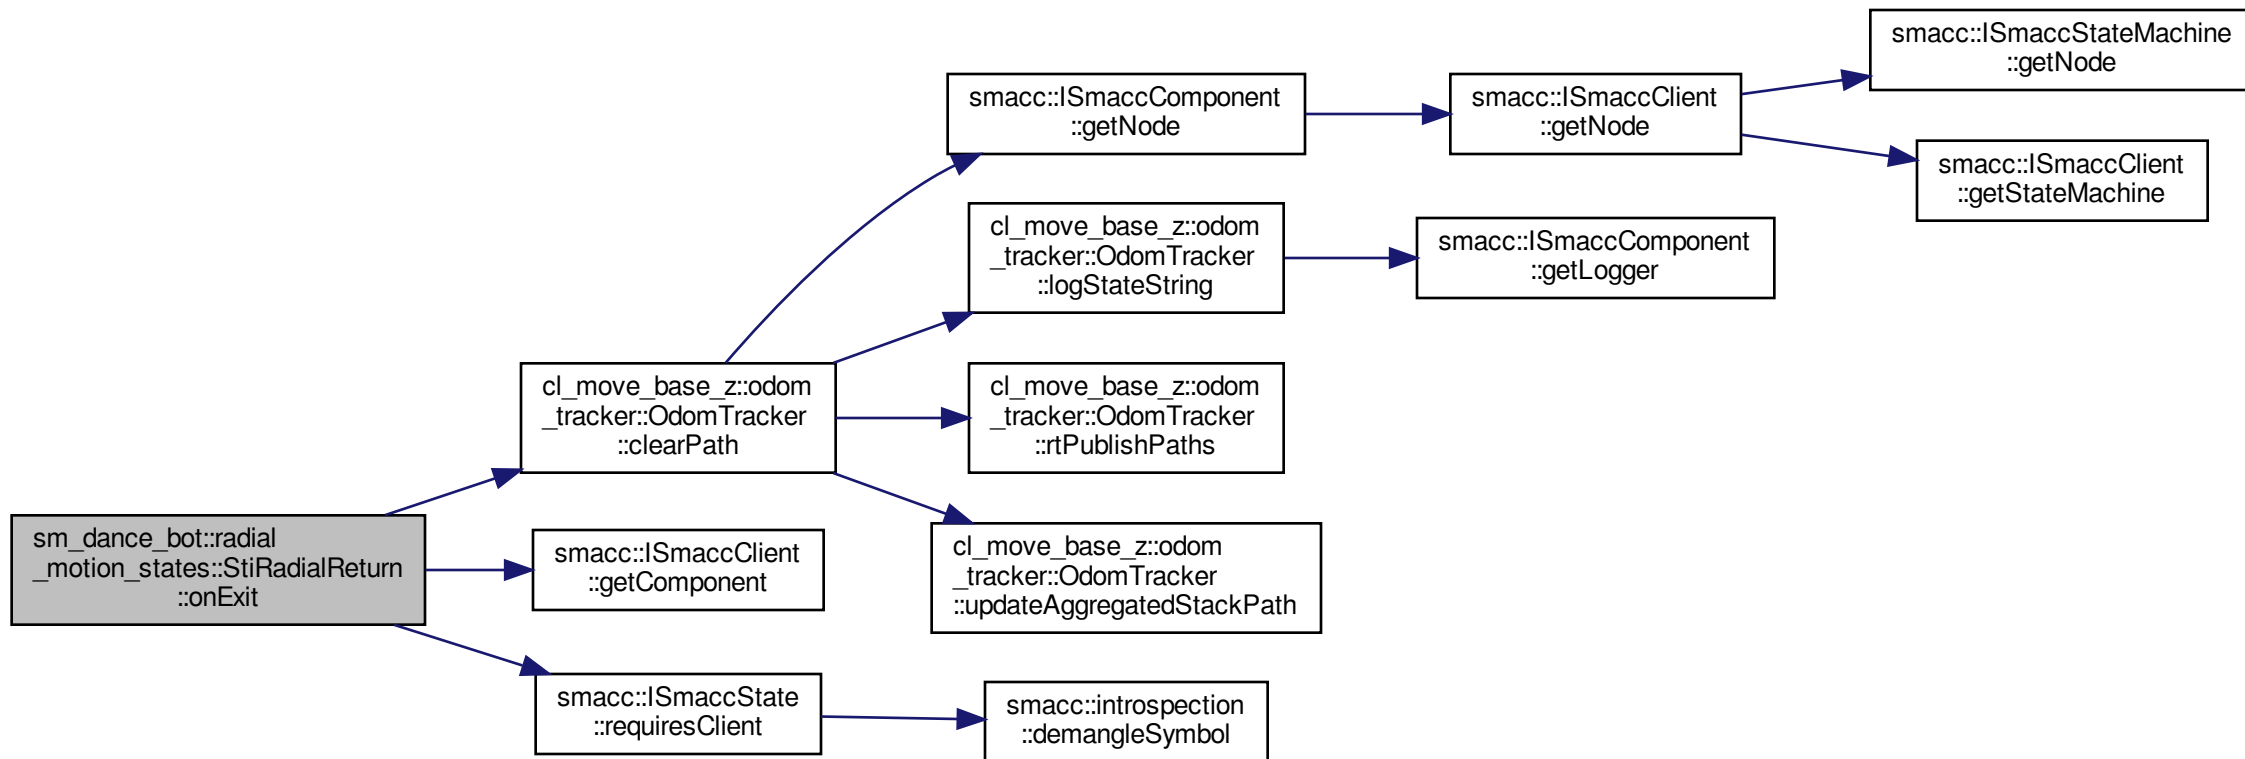 smacc::ISmaccStateMachine
::getNode
smacc::ISmaccComponent
::getNode
smacc::ISmaccClient
::getNode
smacc::ISmaccClient
::getStateMachine
cl_move_base_z::odom
_tracker::OdomTracker
::logStateString
smacc::ISmaccComponent
::getLogger
cl_move_base_z::odom
_tracker::OdomTracker
::clearPath
cl_move_base_z::odom
_tracker::OdomTracker
::rtPublishPaths
sm_dance_bot::radial
_motion_states::StiRadialReturn
::onExit
smacc::ISmaccClient
::getComponent
cl_move_base_z::odom
_tracker::OdomTracker
::updateAggregatedStackPath
smacc::ISmaccState
::requiresClient
smacc::introspection
::demangleSymbol